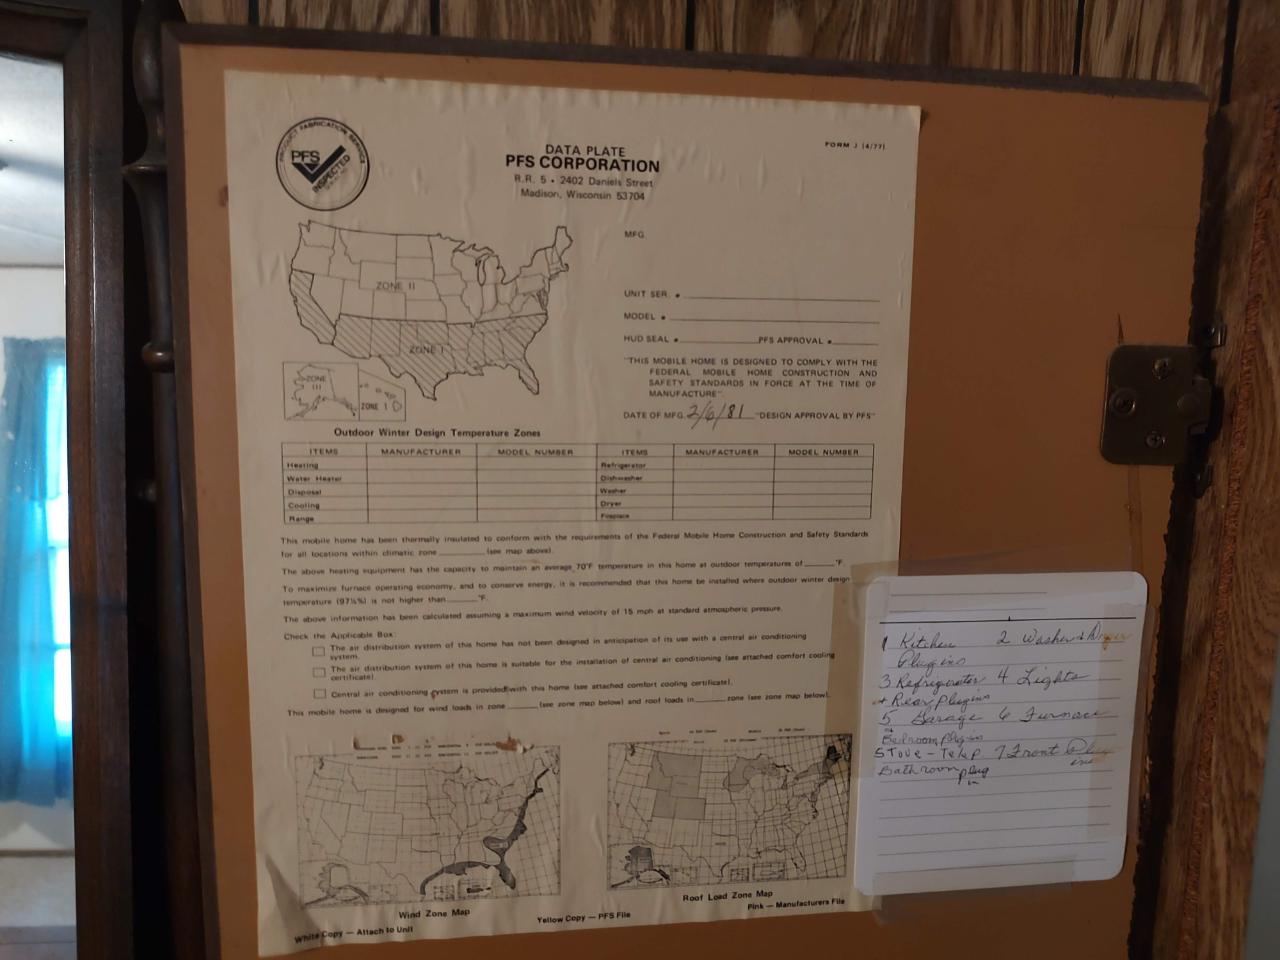 PRODUCT FABRICATION SERVICE
PFS
INSPECTED
DATA PLATE
PFS CORPORATION
R.R. 5 • 2402 Daniels Street
Madison, Wisconsin 53704
FORM J (4/77)
ZONE II
ZONE I
ZONE III
ZONE I
Outdoor Winter Design Temperature Zones
MFG
UNIT SER. •
MODEL •
HUD SEAL • PFS APPROVAL •
"THIS MOBILE HOME IS DESIGNED TO COMPLY WITH THE
FEDERAL MOBILE HOME CONSTRUCTION AND
SAFETY STANDARDS IN FORCE AT THE TIME OF
MANUFACTURE".
DATE OF MFG. 2/6/81 "DESIGN APPROVAL BY PFS"
ITEMS MANUFACTURER MODEL NUMBER ITEMS MANUFACTURER MODEL NUMBER
Heating Refrigerator
Water Heater Dishwasher
Disposal Washer
Cooling Dryer
Range Fireplace
This mobile home has been thermally insulated to conform with the requirements of the Federal Mobile Home Construction and Safety Standards
for all locations within climatic zone (see map above).
The above heating equipment has the capacity to maintain an average 70°F temperature in this home at outdoor temperatures of °F.
To maximize furnace operating economy, and to conserve energy, it is recommended that this home be installed where outdoor winter design
temperature (97½%) is not higher than °F.
The above information has been calculated assuming a maximum wind velocity of 15 mph at standard atmospheric pressure.
Check the Applicable Box:
The air distribution system of this home has not been designed in anticipation of its use with a central air conditioning
system.
The air distribution system of this home is suitable for the installation of central air conditioning (see attached comfort cooling
certificate).
Central air conditioning system is provided with this home (see attached comfort cooling certificate).
This mobile home is designed for wind loads in zone (see zone map below) and roof loads in zone (see zone map below).
Wind Zone Map
Roof Load Zone Map
White Copy — Attach to Unit
Yellow Copy — PFS File
Pink — Manufacturers File
1 Kitchen 2 Washer & Dryer
Plugins
3 Refrigerator 4 Lights
+ Rear plugins
5 Garage 6 Furnace
Bedroom plugins
Stove - Telep 7 Front Plug
ins
Bathroom plug
in